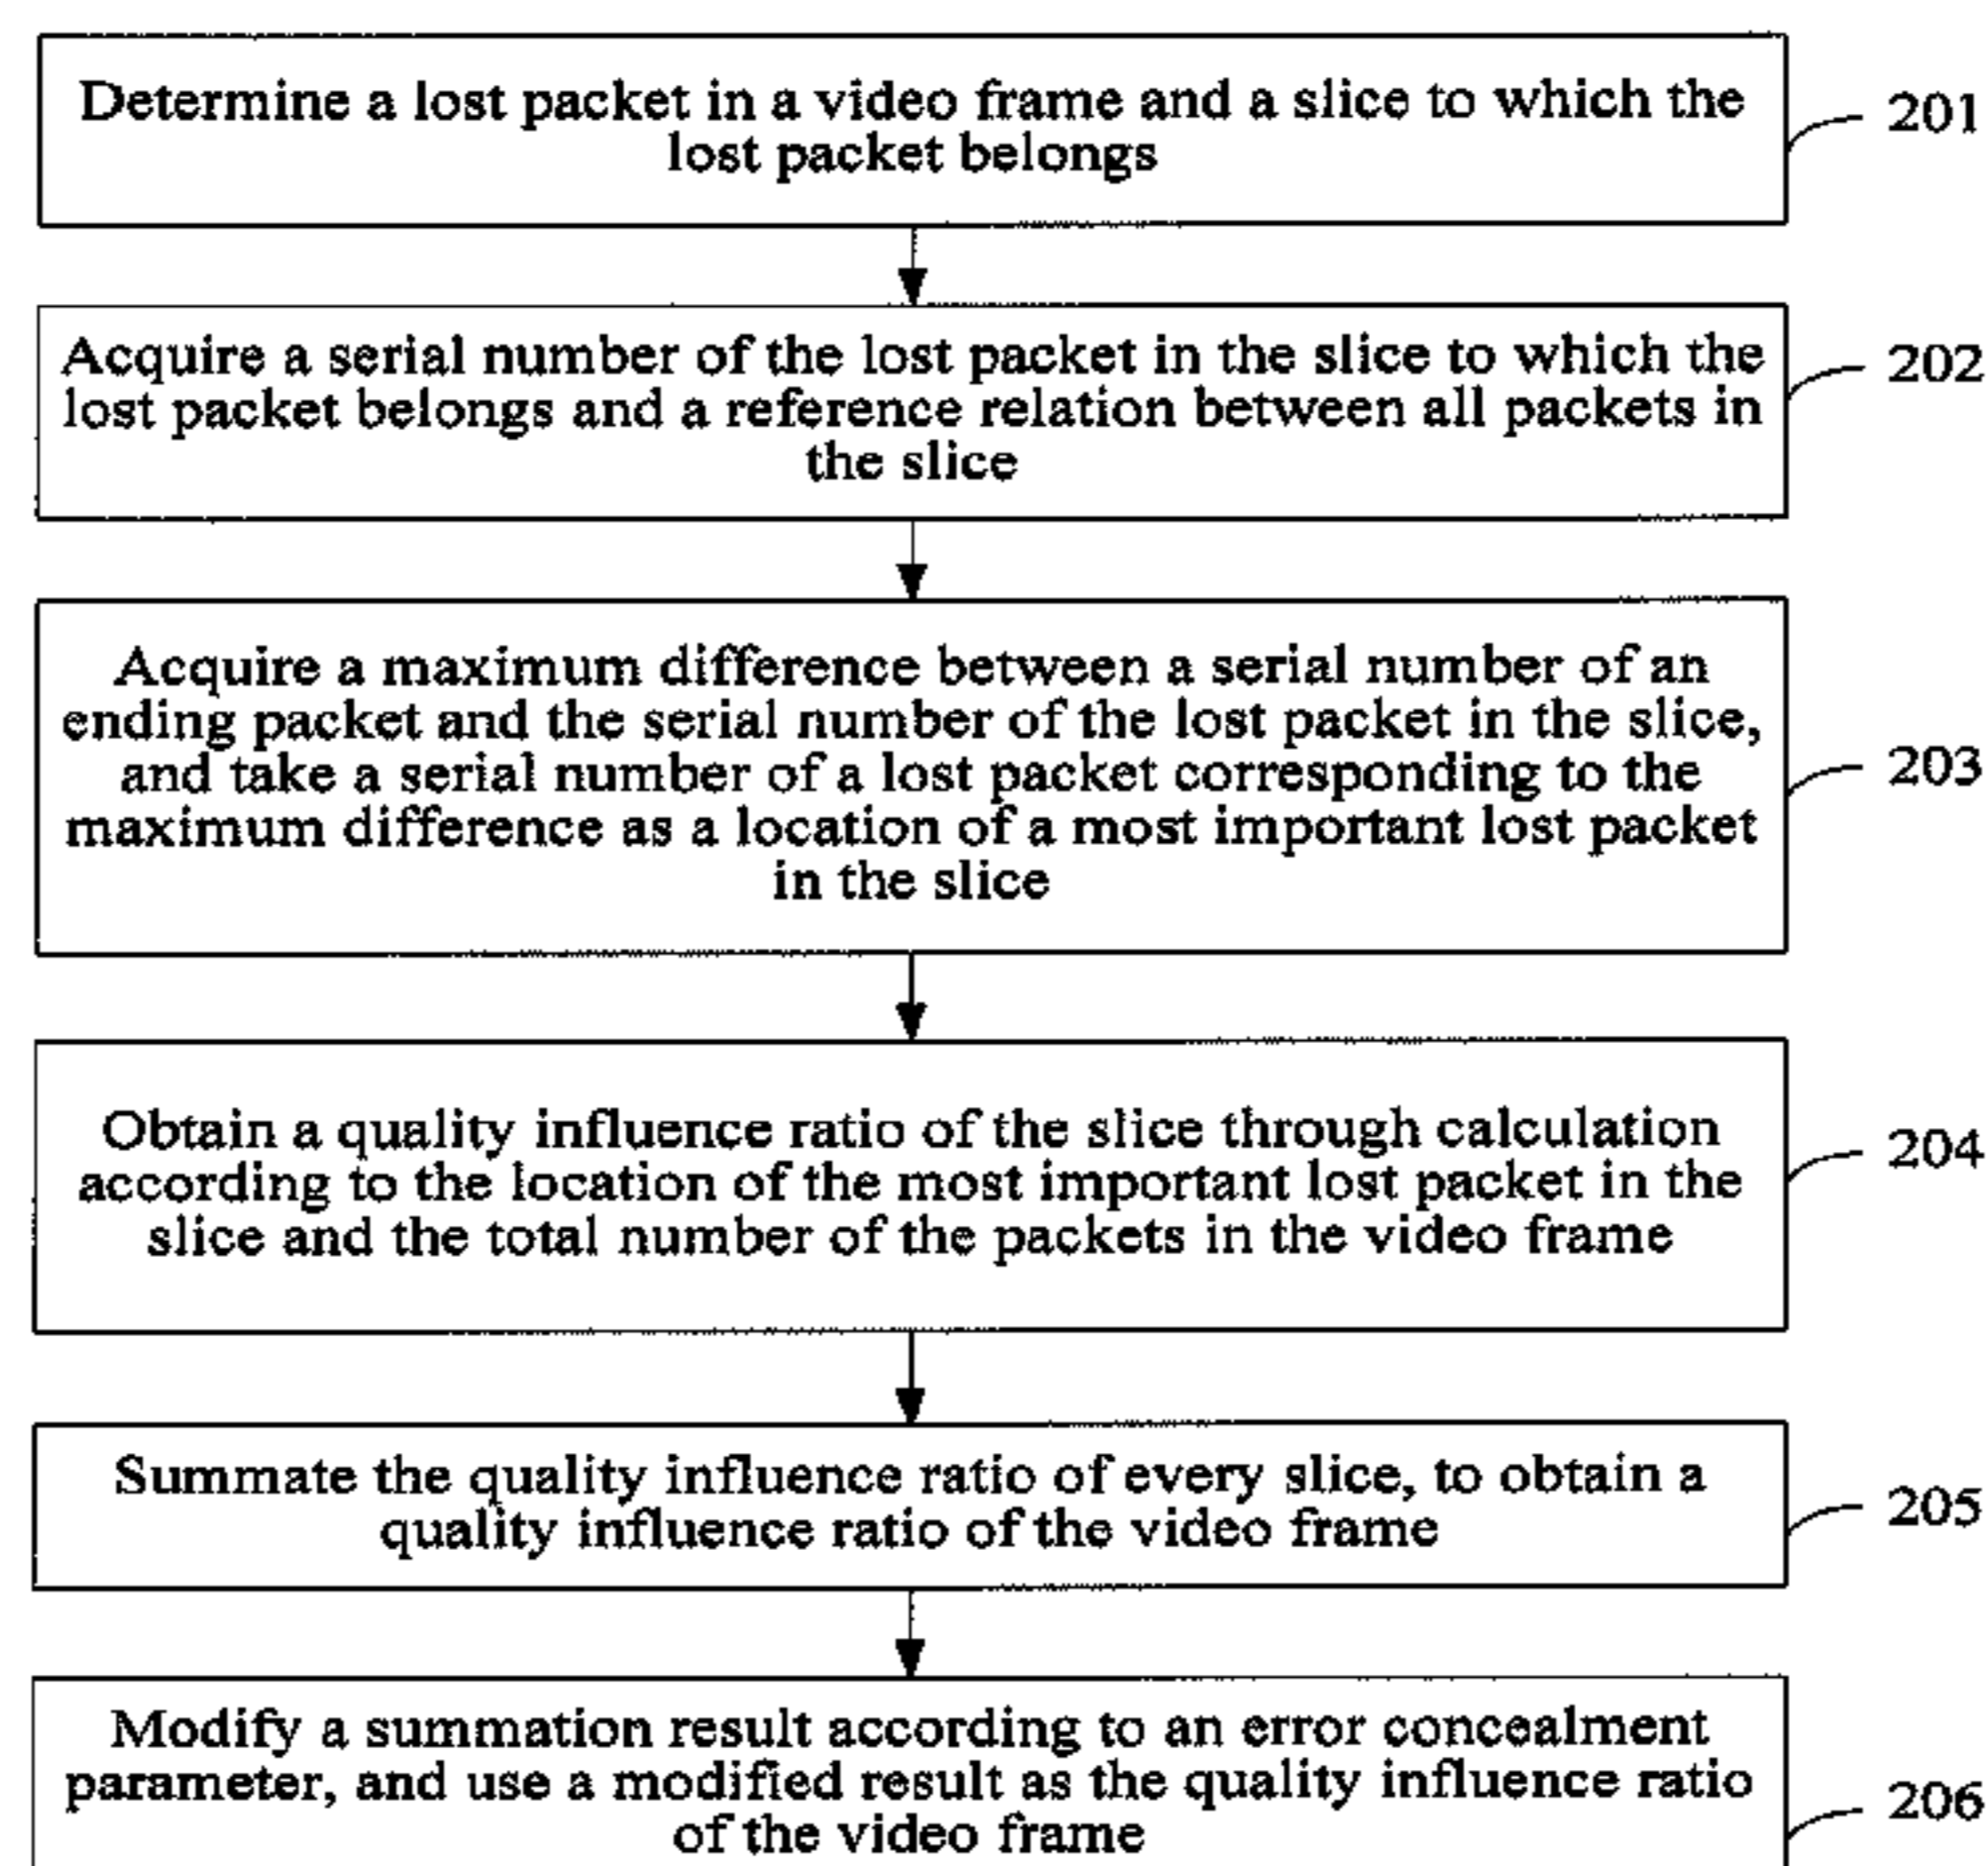 Determine a lost packet in a video frame and a slice to which the
lost packet belongs
201
Acquire a serial number of the lost packet in the slice to which the
lost packet belongs and a reference relation between all packets in
the slice
202
Acquire a maximum difference between a serial number of an
ending packet and the serial number of the lost packet in the slice,
and take a serial number of a lost packet corresponding to the
maximum difference as a location of a most important lost packet
in the slice
203
Obtain a quality influence ratio of the slice through calculation
according to the location of the most important lost packet in the
slice and the total number of the packets in the video frame
204
Summate the quality influence ratio of every slice, to obtain a
quality influence ratio of the video frame
205
Modify a summation result according to an error concealment
parameter, and use a modified result as the quality influence ratio
of the video frame
206